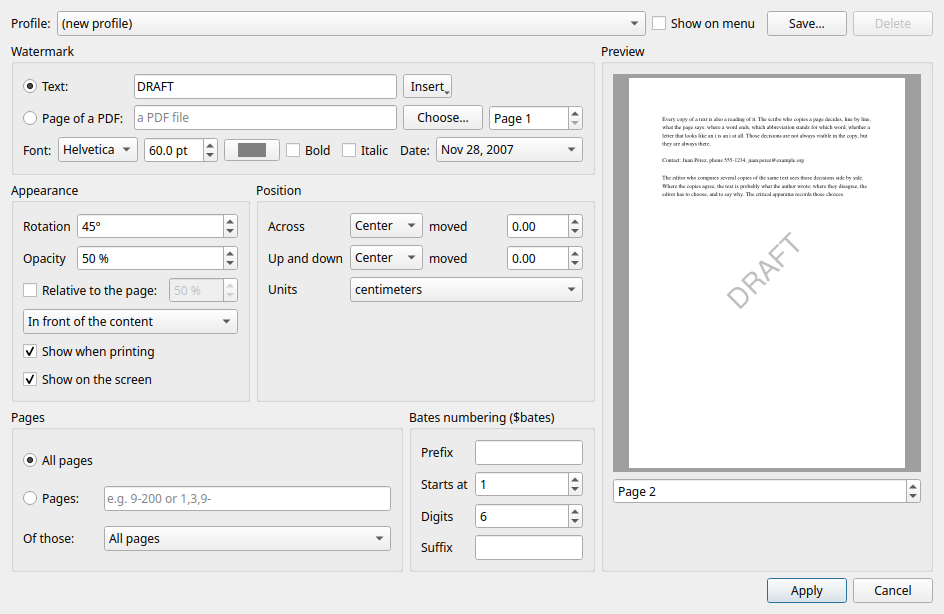 Profile: (new profile) Show on menu Save... Delete
Watermark
Text: DRAFT Insert
Page of a PDF: a PDF file Choose... Page 1
Font: Helvetica 60.0 pt Bold Italic Date: Nov 28, 2007
Appearance
Rotation 45°
Opacity 50 %
Relative to the page: 50 %
In front of the content
Show when printing
Show on the screen
Position
Across Center moved 0.00
Up and down Center moved 0.00
Units centimeters
Pages
All pages
Pages: e.g. 9-200 or 1,3,9-
Of those: All pages
Bates numbering ($bates)
Prefix
Starts at 1
Digits 6
Suffix
Preview
Every copy of a text is also a reading of it. The scribe who copies a page decides, line by line,
what the page says: where a word ends, which abbreviation stands for which word, whether a
letter that looks like an i is an i at all. Those decisions are not always visible in the copy, but
they are always there.
Contact: Juan Pérez, phone 555-1234, juan.perez@example.org
The editor who compares several copies of the same text sees those decisions side by side.
Where the copies agree, the text is probably what the author wrote; where they disagree, the
editor has to choose, and to say why. The critical apparatus records those choices.
DRAFT
Page 2
Apply Cancel